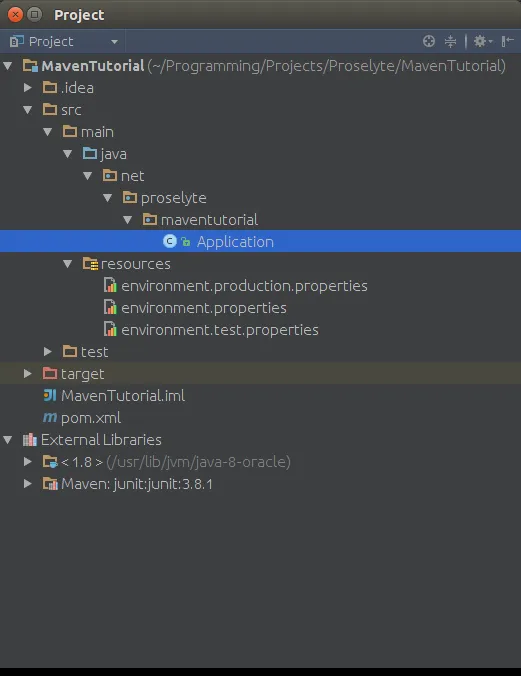 Project
Project
MavenTutorial (~/Programming/Projects/Proselyte/MavenTutorial)
.idea
src
main
java
net
proselyte
maventutorial
Application
resources
environment.production.properties
environment.properties
environment.test.properties
test
target
MavenTutorial.iml
pom.xml
External Libraries
< 1.8 > (/usr/lib/jvm/java-8-oracle)
Maven: junit:junit:3.8.1